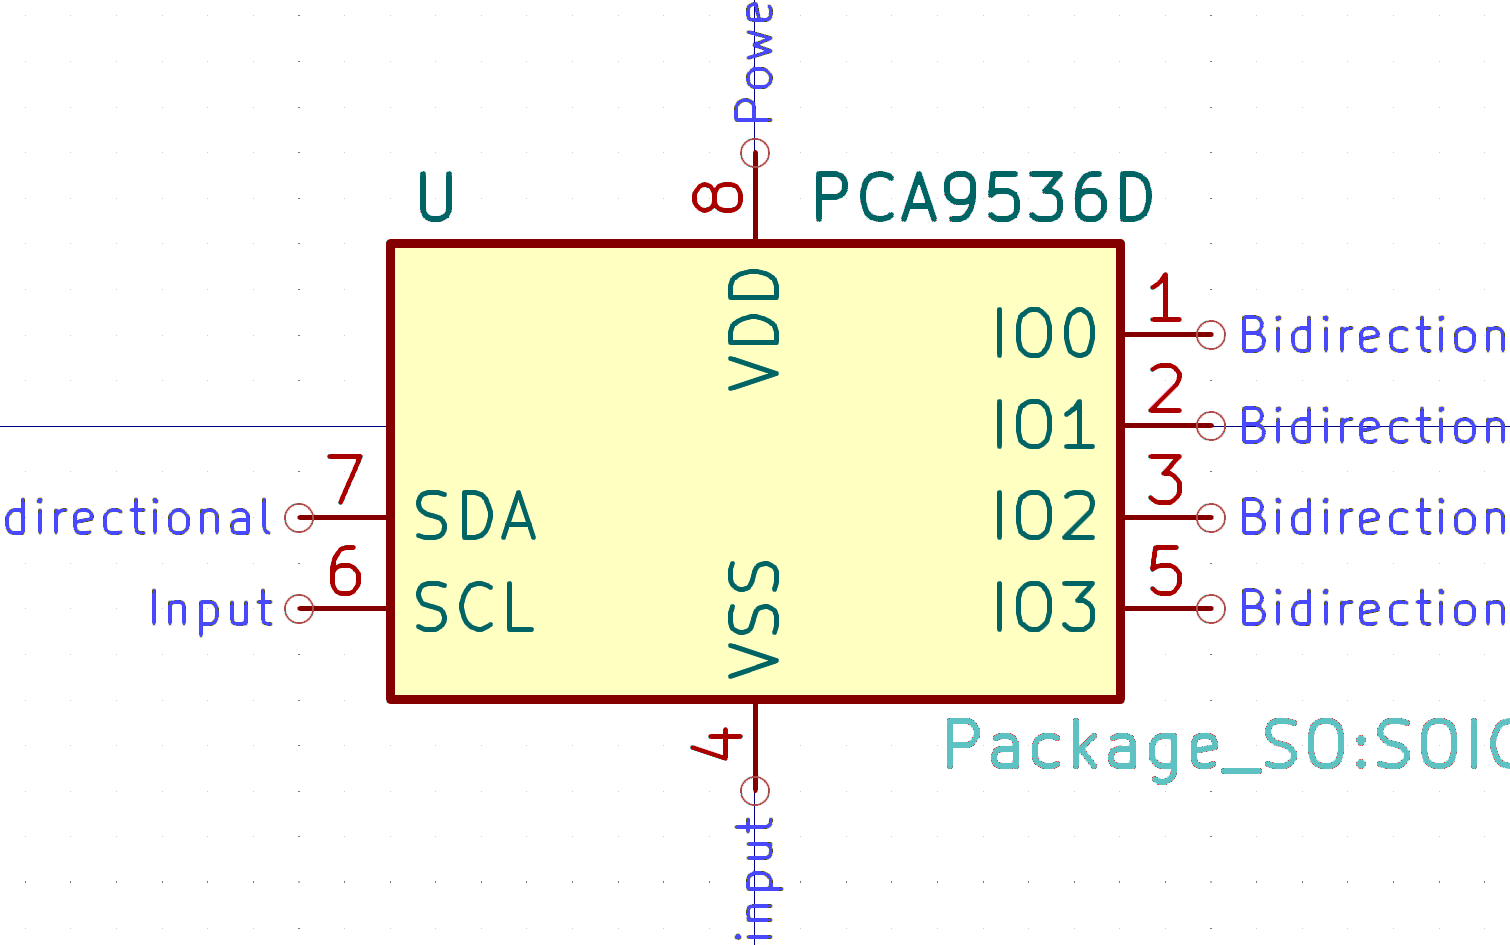 Powe
U
8
PCA9536D
VDD
IO0
1
Bidirection
IO1
2
Bidirection
directional
7
SDA
IO2
3
Bidirection
Input
6
SCL
VSS
IO3
5
Bidirection
4
Package_SO:SOIC
input